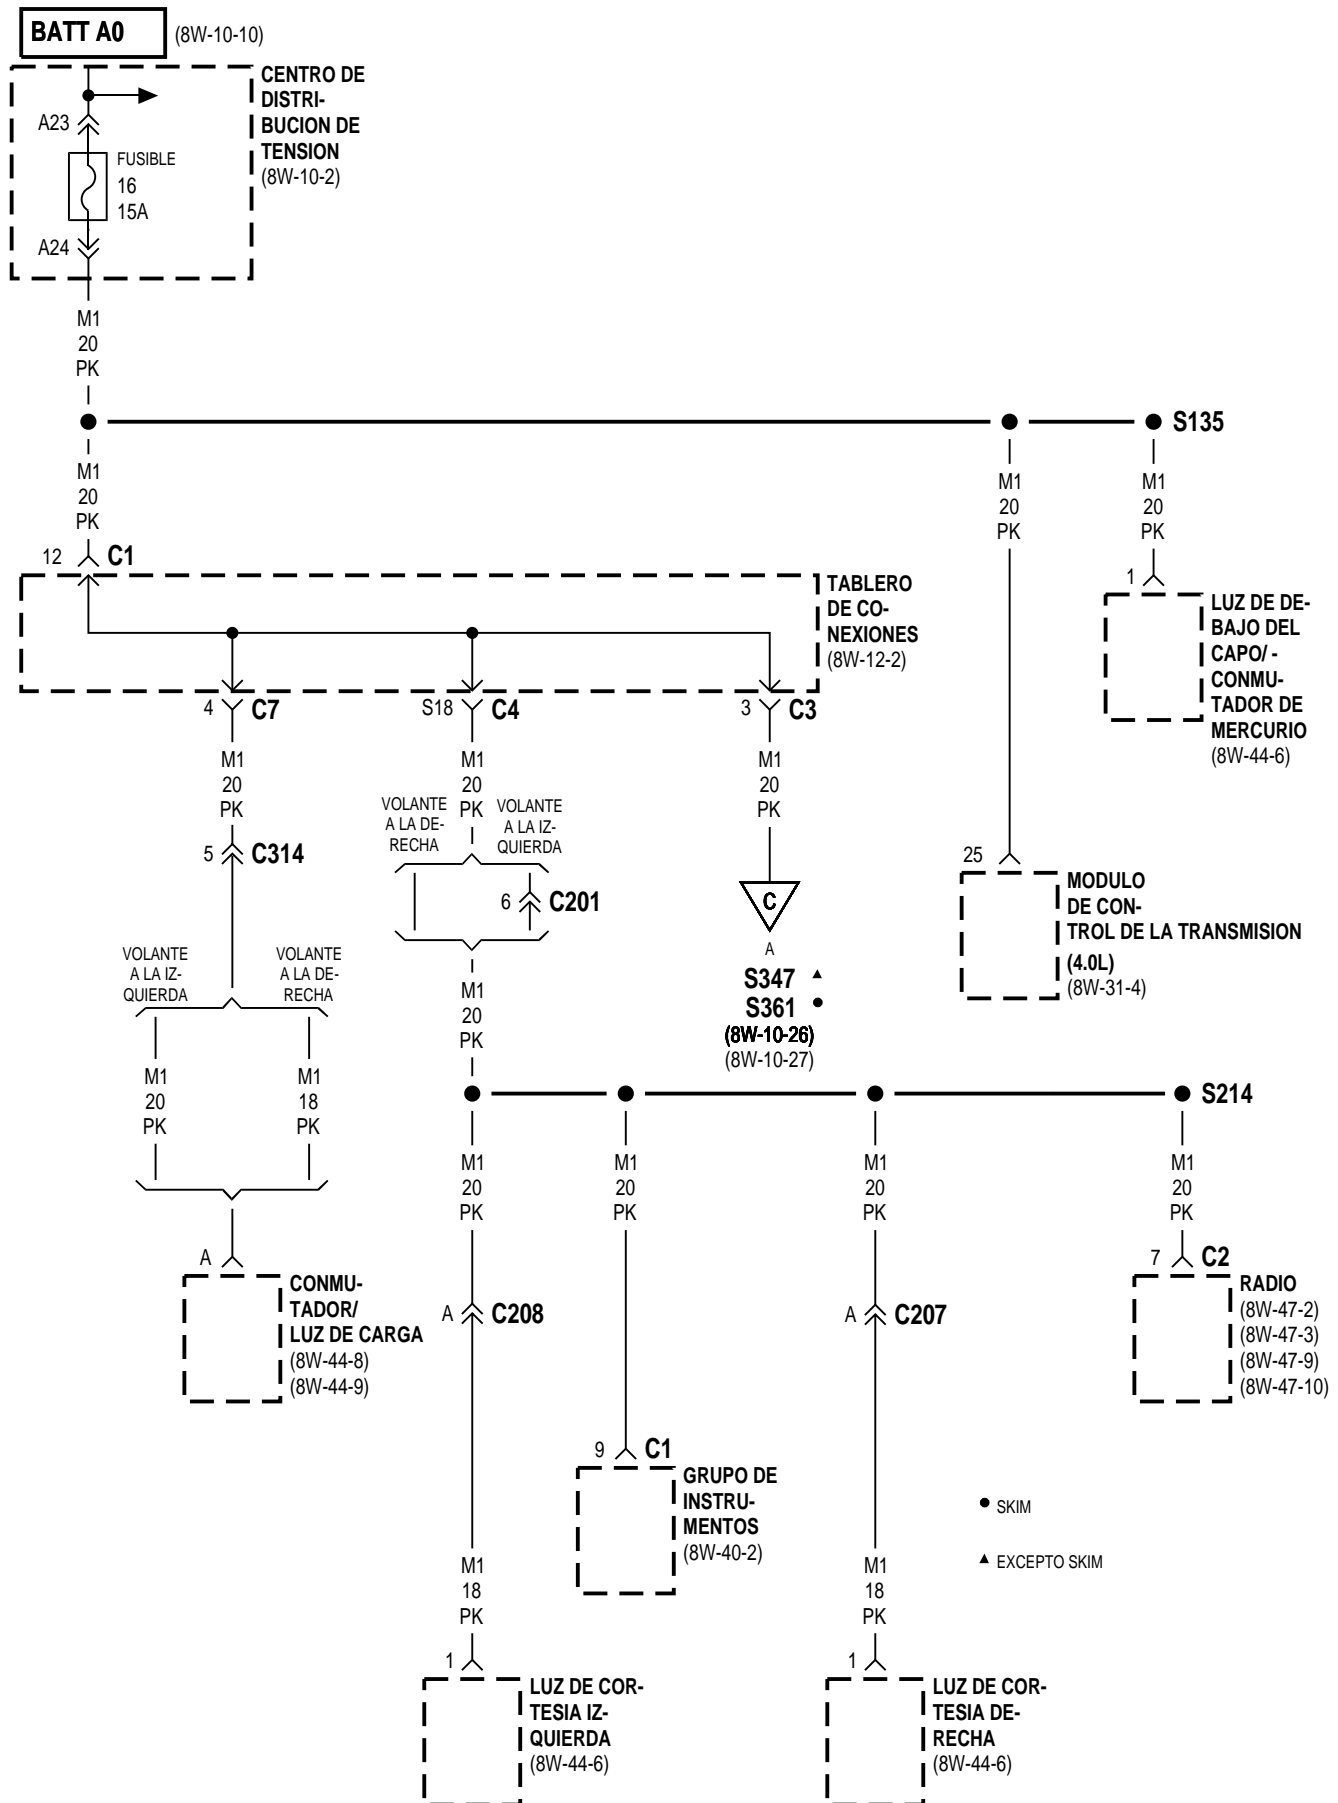 BATT A0
(8W-10-10)
CENTRO DE
DISTRI-
BUCION DE
TENSION
(8W-10-2)
A23
FUSIBLE
16
15A
A24
M1
20
PK
S135
M1
20
PK
M1
20
PK
M1
20
PK
12
C1
1
TABLERO
DE CO-
NEXIONES
(8W-12-2)
LUZ DE DE-
BAJO DEL
CAPO/ -
CONMU-
TADOR DE
MERCURIO
(8W-44-6)
4
C7
S18
C4
3
C3
M1
20
PK
M1
20
PK
M1
20
PK
VOLANTE
A LA DE-
RECHA
VOLANTE
A LA IZ-
QUIERDA
5
C314
6
C201
C
A
S347
S361
(8W-10-26)
(8W-10-27)
25
MODULO
DE CON-
TROL DE LA TRANSMISION
(4.0L)
(8W-31-4)
VOLANTE
A LA IZ-
QUIERDA
VOLANTE
A LA DE-
RECHA
M1
20
PK
M1
20
PK
M1
18
PK
S214
M1
20
PK
M1
20
PK
M1
20
PK
M1
20
PK
A
CONMU-
TADOR/
LUZ DE CARGA
(8W-44-8)
(8W-44-9)
A
C208
A
C207
7
C2
RADIO
(8W-47-2)
(8W-47-3)
(8W-47-9)
(8W-47-10)
9
C1
GRUPO DE
INSTRU-
MENTOS
(8W-40-2)
SKIM
EXCEPTO SKIM
M1
18
PK
M1
18
PK
1
LUZ DE COR-
TESIA IZ-
QUIERDA
(8W-44-6)
1
LUZ DE COR-
TESIA DE-
RECHA
(8W-44-6)